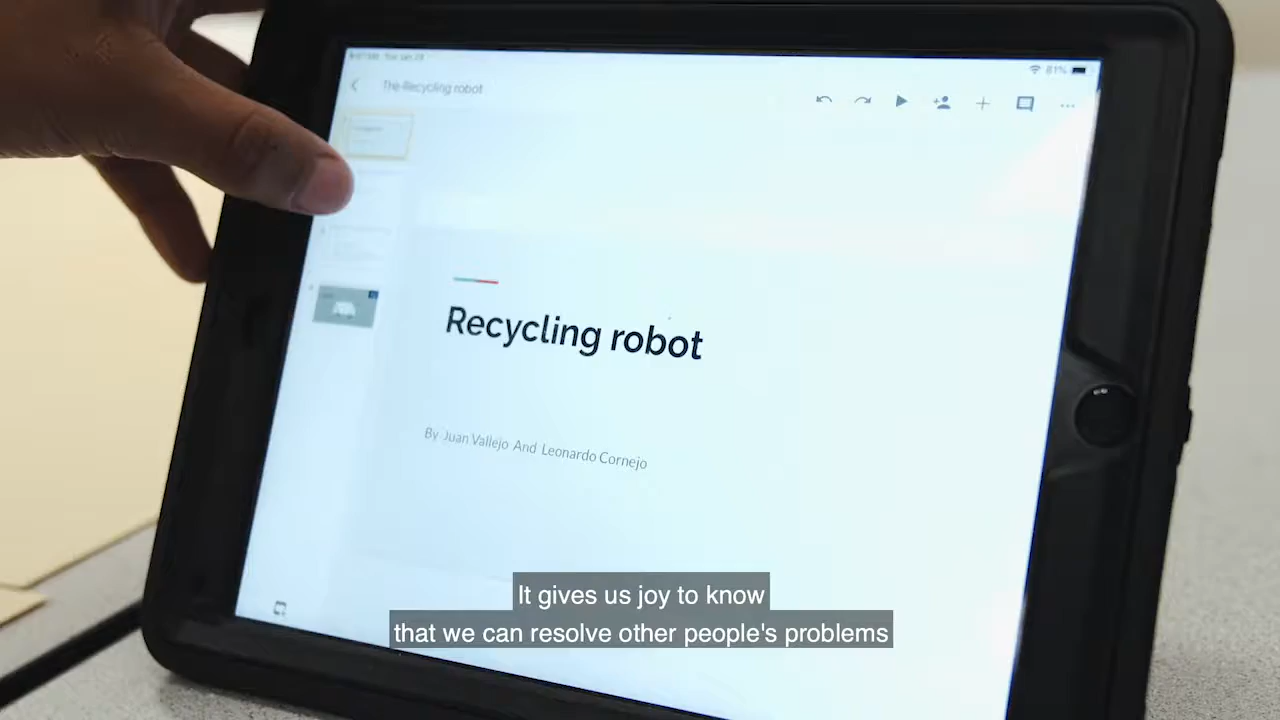 81%
The Recycling robot
Recycling robot
By Juan Vallejo And Leonardo Cornejo
It gives us joy to know
that we can resolve other people's problems